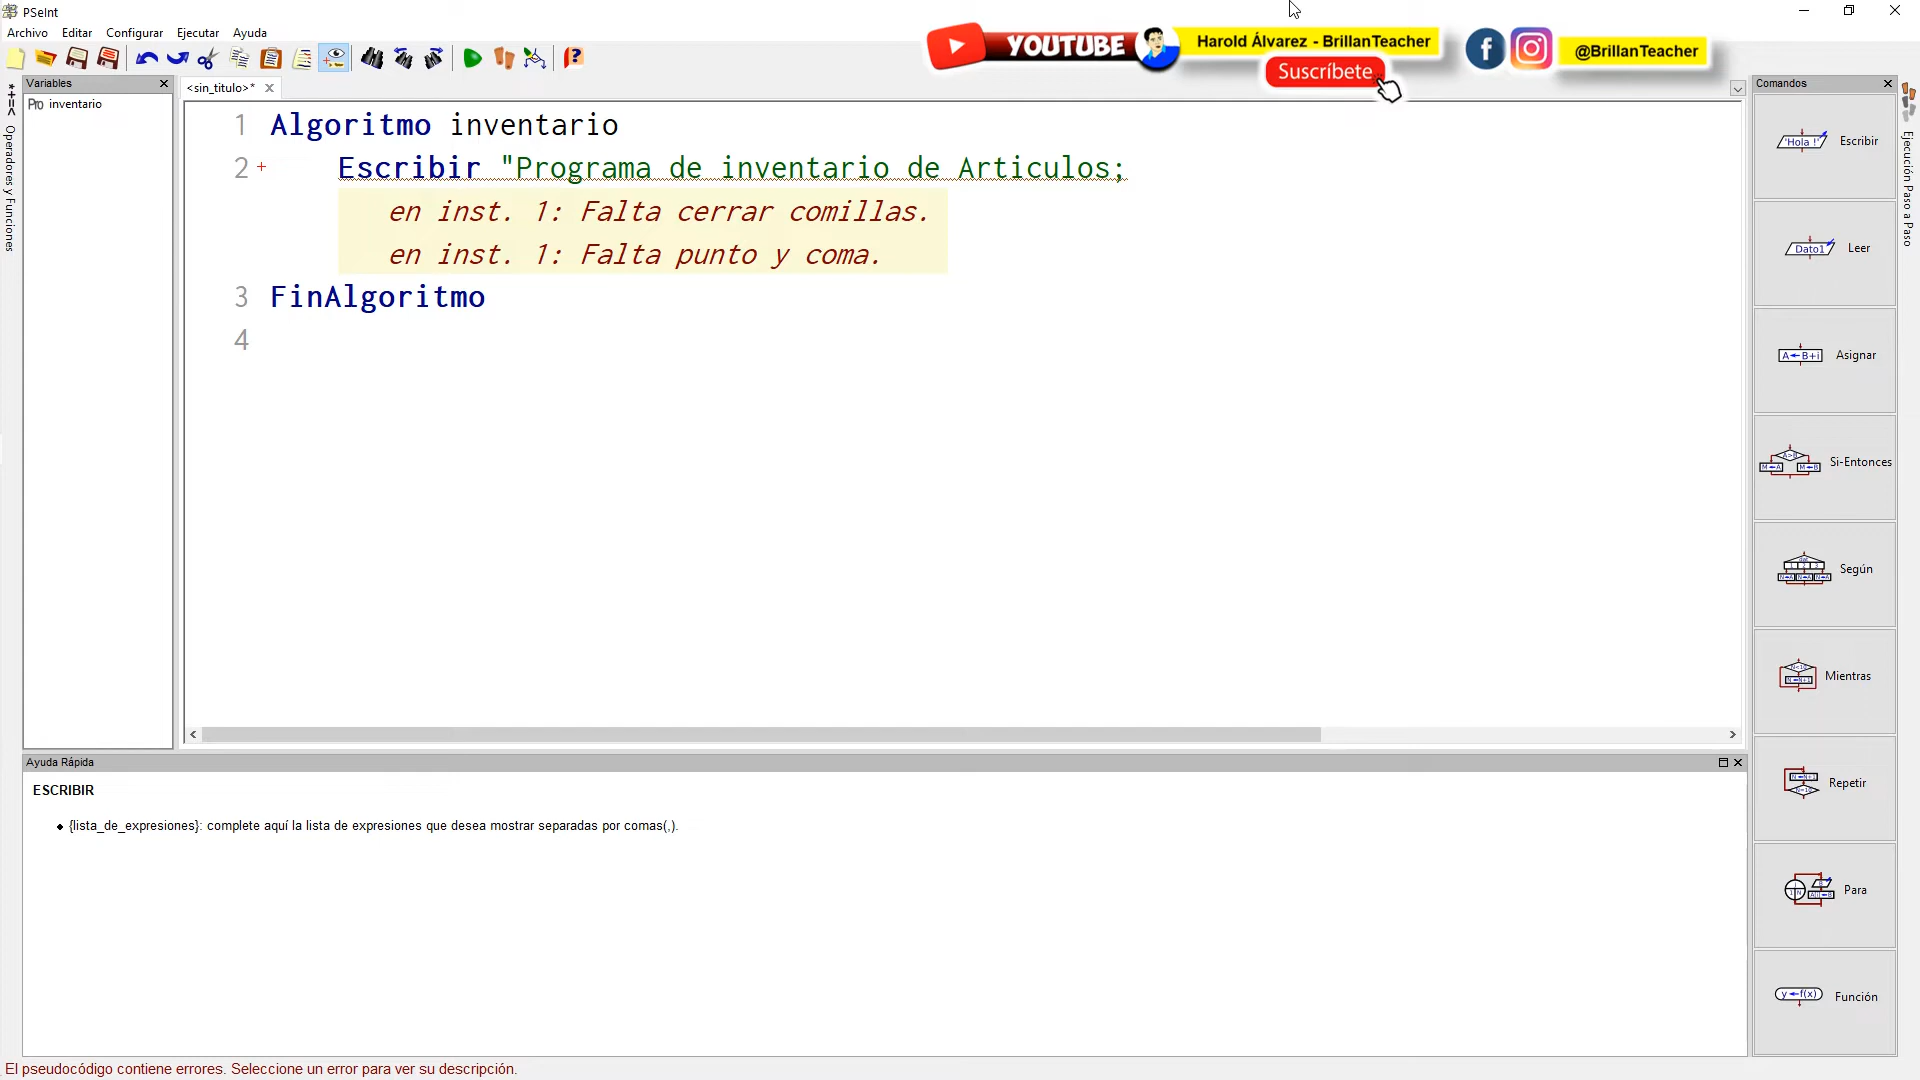 PSeInt
Archivo Editar Configurar Ejecutar Ayuda
YOUTUBE
Harold Álvarez - BrillanTeacher
Suscríbete
@BrillanTeacher
Variables
<sin_titulo>*
Comandos
Pro inventario
*+=< Operadores y Funciones
1 Algoritmo inventario
2 Escribir "Programa de inventario de Articulos;
en inst. 1: Falta cerrar comillas.
en inst. 1: Falta punto y coma.
3 FinAlgoritmo
4
'Hola !' Escribir
Dato1 Leer
A←B+i Asignar
Si-Entonces
Según
Mientras
Repetir
Para
y←f(x) Función
Ejecución Paso a Paso
Ayuda Rápida
ESCRIBIR
{lista_de_expresiones}: complete aquí la lista de expresiones que desea mostrar separadas por comas(,).
El pseudocódigo contiene errores. Seleccione un error para ver su descripción.